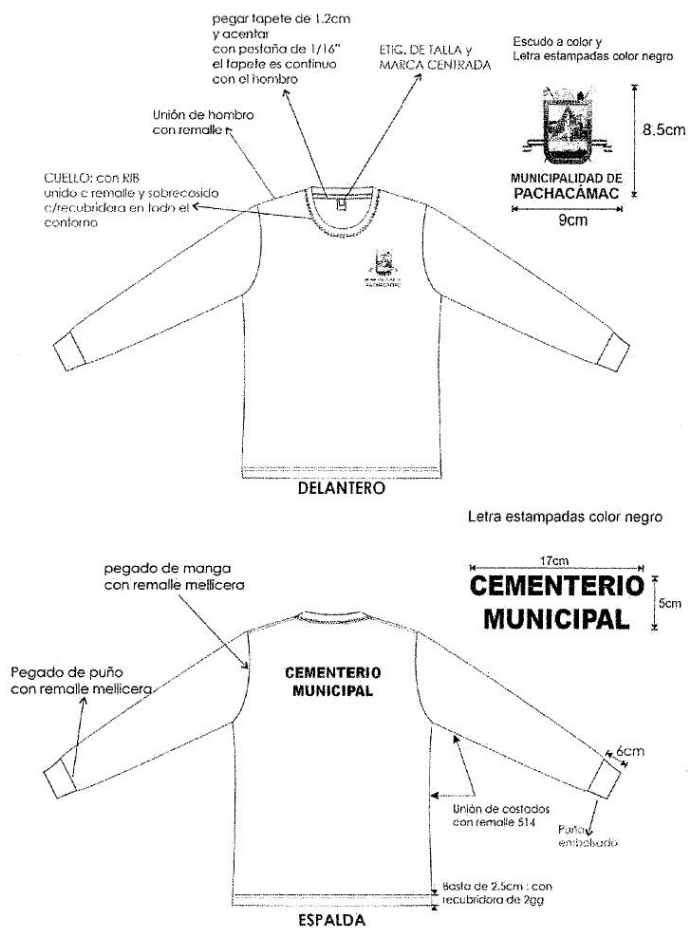 pegar tapete de 1.2cm
y acentar
con pestaña de 1/16"
el tapete es continuo
con el hombro
ETIG. DE TALLA y
MARCA CENTRADA
Escudo a color y
Letra estampadas color negro
Unión de hombro
con remalle
8.5cm
MUNICIPALIDAD DE
PACHACÁMAC
9cm
CUELLO: con RIB
unido c remalle y sobrecosido
c/recubridora en todo el
contorno
PACHACÁMAC
DELANTERO
Letra estampadas color negro
17cm
CEMENTERIO
MUNICIPAL
5cm
pegado de manga
con remalle mellicera
Pegado de puño
con remalle mellicera
CEMENTERIO
MUNICIPAL
6cm
Unión de costados
con remalle 514
Puño
embolsado
Basta de 2.5cm : con
recubridora de 2gg
ESPALDA